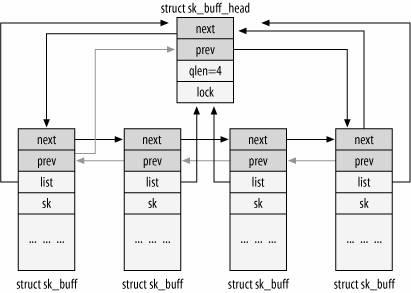 struct sk_buff_head
next
prev
qlen=4
lock
next next next next
prev prev prev prev
list list list list
sk sk sk sk
... ... ... ... ... ... ... ... ... ... ... ...
struct sk_buff struct sk_buff struct sk_buff struct sk_buff